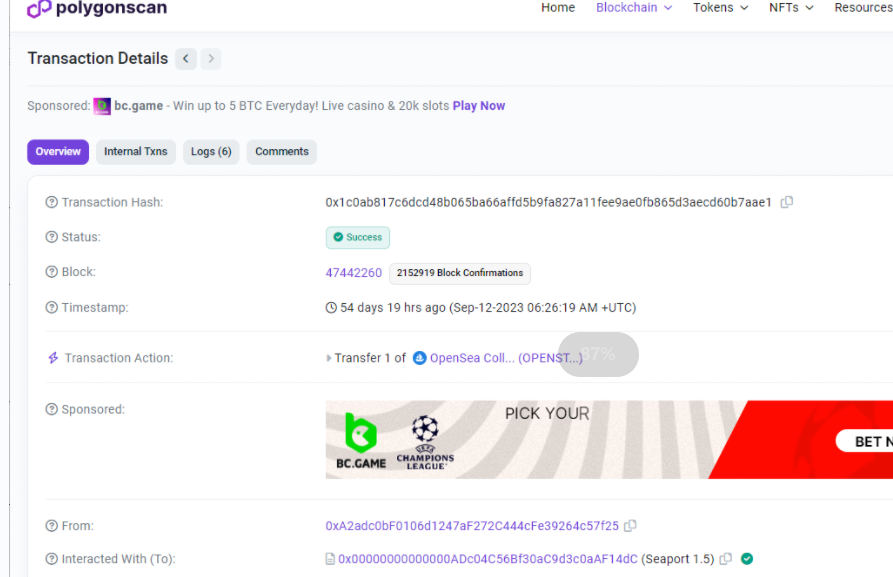 polygonscan
Home Blockchain Tokens NFTs Resources
Transaction Details
Sponsored: bc.game - Win up to 5 BTC Everyday! Live casino & 20k slots Play Now
Overview Internal Txns Logs (6) Comments
Transaction Hash: 0x1c0ab817c6dcd48b065ba66affd5b9fa827a11fee9ae0fb865d3aecd60b7aae1
Status: Success
Block: 47442260 2152919 Block Confirmations
Timestamp: 54 days 19 hrs ago (Sep-12-2023 06:26:19 AM +UTC)
Transaction Action: Transfer 1 of OpenSea Coll... (OPENST...)
87%
Sponsored:
PICK YOUR
BC.GAME
UEFA
CHAMPIONS
LEAGUE
BET N
From: 0xA2adc0bF0106d1247aF272C444cFe39264c57f25
Interacted With (To): 0x00000000000000ADc04C56Bf30aC9d3c0aAF14dC (Seaport 1.5)